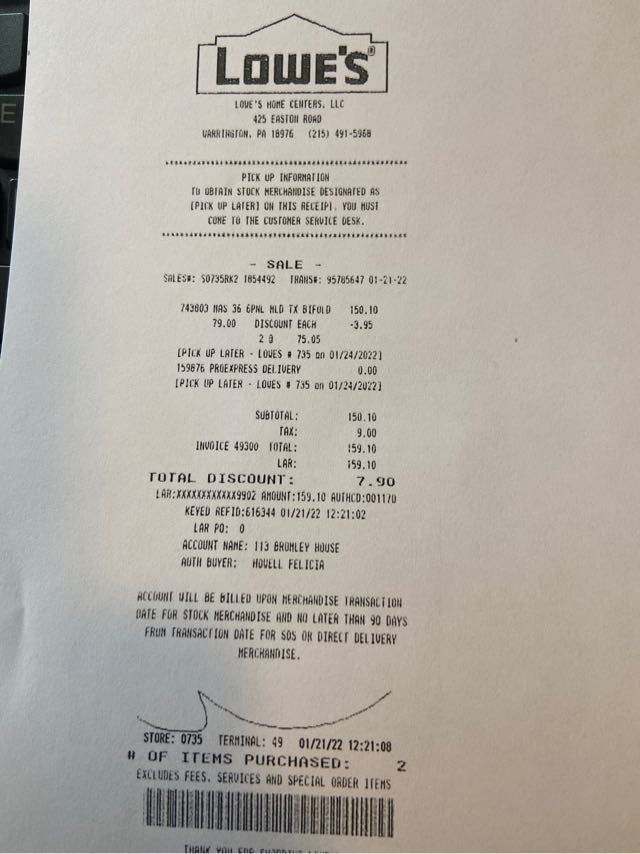 E
LOWE'S®
LOWE'S HOME CENTERS, LLC
425 EASTON ROAD
WARRINGTON, PA 18976 (215) 491-5968
PICK UP INFORMATION
TO OBTAIN STOCK MERCHANDISE DESIGNATED AS
[PICK UP LATER] ON THIS RECEIPT, YOU MUST
COME TO THE CUSTOMER SERVICE DESK.
- SALE -
SALES#: S0735RK2 1854492 TRANS#: 95765647 01-21-22
743803 MAS 36 6PNL MLD TX BIFOLD 150.10
79.00 DISCOUNT EACH -3.95
2 @ 75.05
[PICK UP LATER - LOWES # 735 on 01/24/2022]
159876 PROEXPRESS DELIVERY 0.00
[PICK UP LATER - LOWES # 735 on 01/24/2022]
SUBTOTAL: 150.10
TAX: 9.00
INVOICE 49300 TOTAL: 159.10
LAR: 159.10
TOTAL DISCOUNT: 7.90
LAR:XXXXXXXXXXXX9902 AMOUNT:159.10 AUTHCD:001170
KEYED REFID:616344 01/21/22 12:21:02
LAR PO: 0
ACCOUNT NAME: 113 BROMLEY HOUSE
AUTH BUYER: HOWELL FELICIA
ACCOUNT WILL BE BILLED UPON MERCHANDISE TRANSACTION
DATE FOR STOCK MERCHANDISE AND NO LATER THAN 90 DAYS
FROM TRANSACTION DATE FOR SOS OR DIRECT DELIVERY
MERCHANDISE.
STORE: 0735 TERMINAL: 49 01/21/22 12:21:08
# OF ITEMS PURCHASED: 2
EXCLUDES FEES, SERVICES AND SPECIAL ORDER ITEMS
THANK YOU FOR